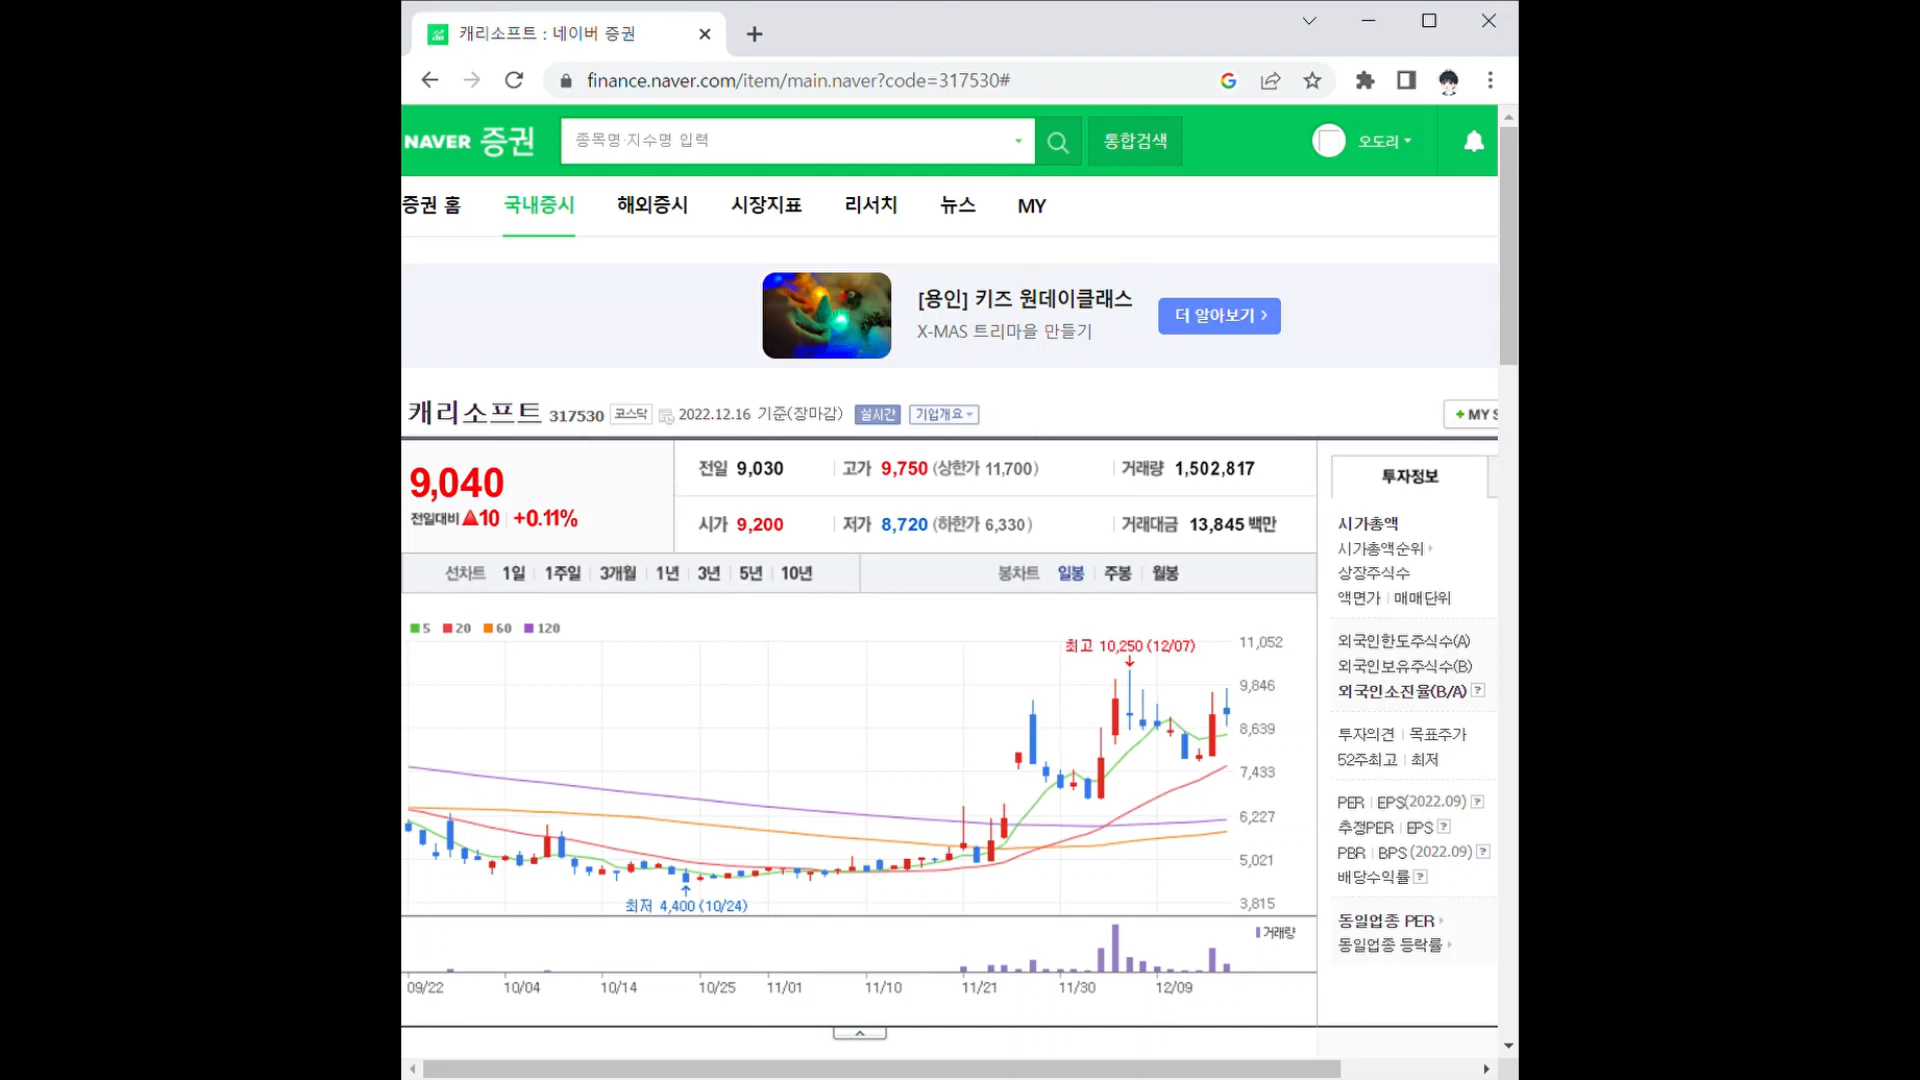 캐리소프트 : 네이버 증권
finance.naver.com/item/main.naver?code=317530#
NAVER 증권
종목명·지수명 입력
통합검색
오도리
증권 홈 국내증시 해외증시 시장지표 리서치 뉴스 MY
[용인] 키즈 원데이클래스
X-MAS 트리마을 만들기
더 알아보기
캐리소프트 317530 코스닥 2022.12.16 기준(장마감) 실시간 기업개요
+ MY S
9,040
전일대비 ▲10 +0.11%
전일 9,030 고가 9,750 (상한가 11,700) 거래량 1,502,817
시가 9,200 저가 8,720 (하한가 6,330) 거래대금 13,845 백만
선차트 1일 1주일 3개월 1년 3년 5년 10년 봉차트 일봉 주봉 월봉
5 20 60 120
최고 10,250 (12/07)
11,052
9,846
8,639
7,433
6,227
5,021
3,815
최저 4,400 (10/24)
거래량
09/22 10/04 10/14 10/25 11/01 11/10 11/21 11/30 12/09
투자정보
시가총액
시가총액순위
상장주식수
액면가 | 매매단위
외국인한도주식수(A)
외국인보유주식수(B)
외국인소진율(B/A) ?
투자의견 | 목표주가
52주최고 | 최저
PER | EPS(2022.09) ?
추정PER | EPS ?
PBR | BPS (2022.09) ?
배당수익률 ?
동일업종 PER
동일업종 등락률